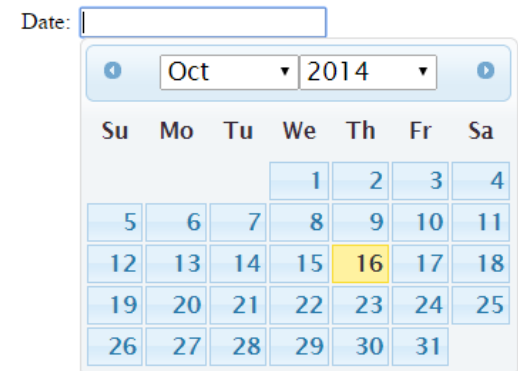 Date:
Oct 2014
Su Mo Tu We Th Fr Sa
1 2 3 4
5 6 7 8 9 10 11
12 13 14 15 16 17 18
19 20 21 22 23 24 25
26 27 28 29 30 31